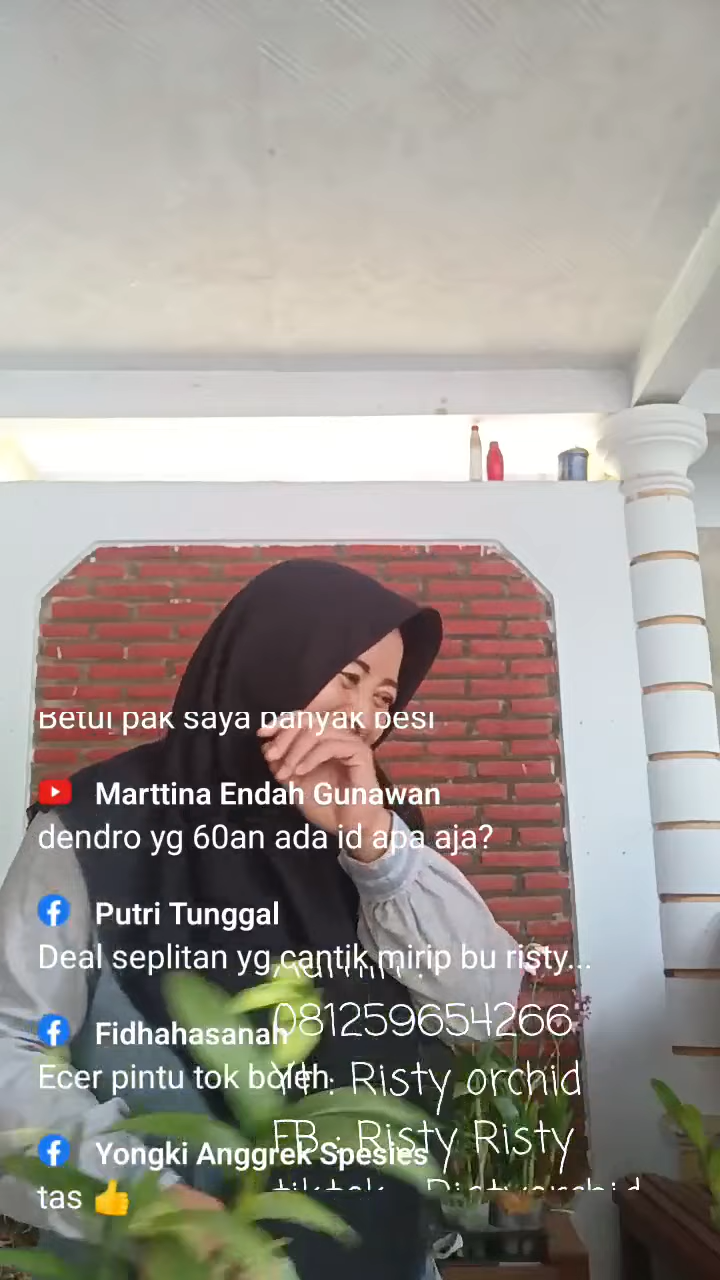 Betul pak saya banyak besi
Marttina Endah Gunawan
dendro yg 60an ada id apa aja?
Putri Tunggal
Deal seplitan yg cantik mirip bu risty...
Fidhahasanah
081259654266
Ecer pintu tok boleh
YT : Risty orchid
FB : Risty Risty
Yongki Anggrek Spesies
tas 👍